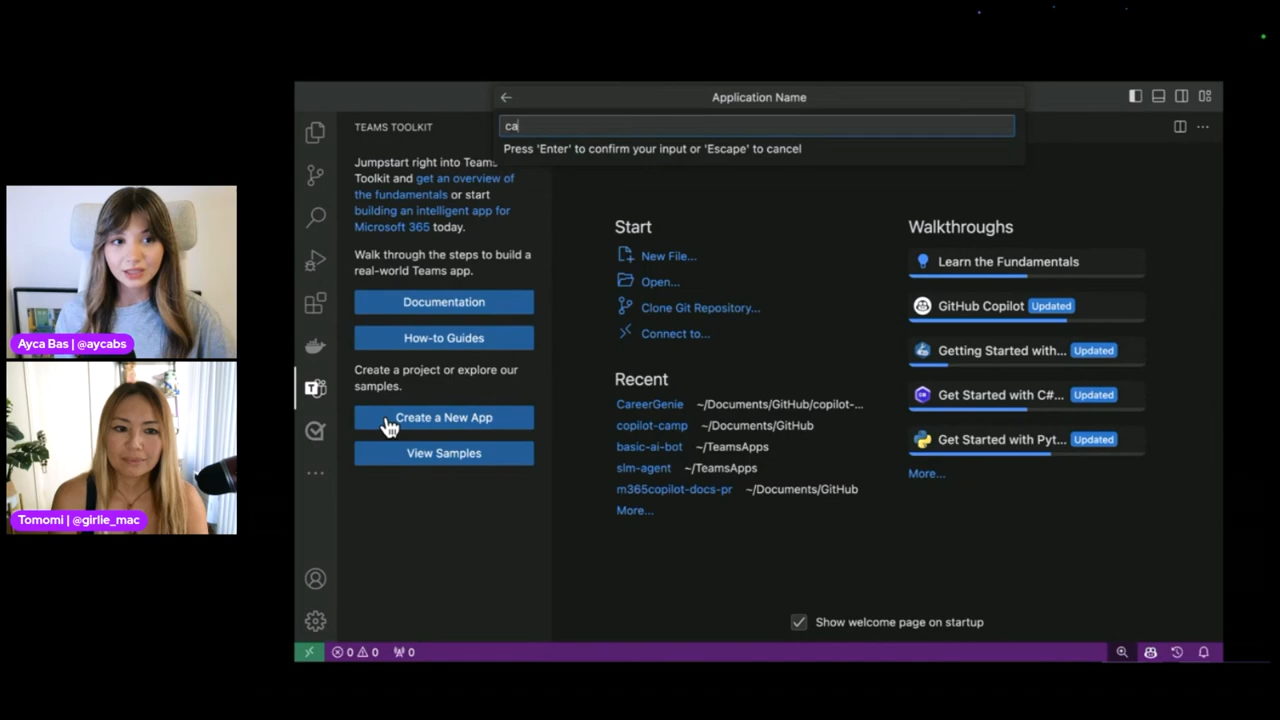 Application Name
ca
Press 'Enter' to confirm your input or 'Escape' to cancel
TEAMS TOOLKIT
Jumpstart right into Teams
Toolkit and get an overview of
the fundamentals or start
building an intelligent app for
Microsoft 365 today.
Walk through the steps to build a
real-world Teams app.
Documentation
How-to Guides
Create a project or explore our
samples.
Create a New App
View Samples
Start
New File...
Open...
Clone Git Repository...
Connect to...
Recent
CareerGenie ~/Documents/GitHub/copilot-...
copilot-camp ~/Documents/GitHub
basic-ai-bot ~/TeamsApps
slm-agent ~/TeamsApps
m365copilot-docs-pr ~/Documents/GitHub
More...
Walkthroughs
Learn the Fundamentals
GitHub Copilot Updated
Getting Started with... Updated
Get Started with C#... Updated
Get Started with Pyt... Updated
More...
Show welcome page on startup
0 0 0
Ayca Bas | @aycabs
Tomomi | @girlie_mac